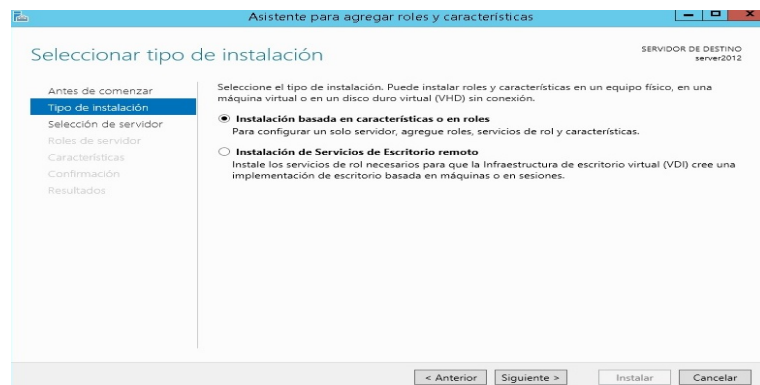 Asistente para agregar roles y características
Seleccionar tipo de instalación
SERVIDOR DE DESTINO
server2012
Antes de comenzar
Tipo de instalación
Selección de servidor
Roles de servidor
Características
Confirmación
Resultados
Seleccione el tipo de instalación. Puede instalar roles y características en un equipo físico, en una
máquina virtual o en un disco duro virtual (VHD) sin conexión.
Instalación basada en características o en roles
Para configurar un solo servidor, agregue roles, servicios de rol y características.
Instalación de Servicios de Escritorio remoto
Instale los servicios de rol necesarios para que la Infraestructura de escritorio virtual (VDI) cree una
implementación de escritorio basada en máquinas o en sesiones.
< Anterior
Siguiente >
Instalar
Cancelar